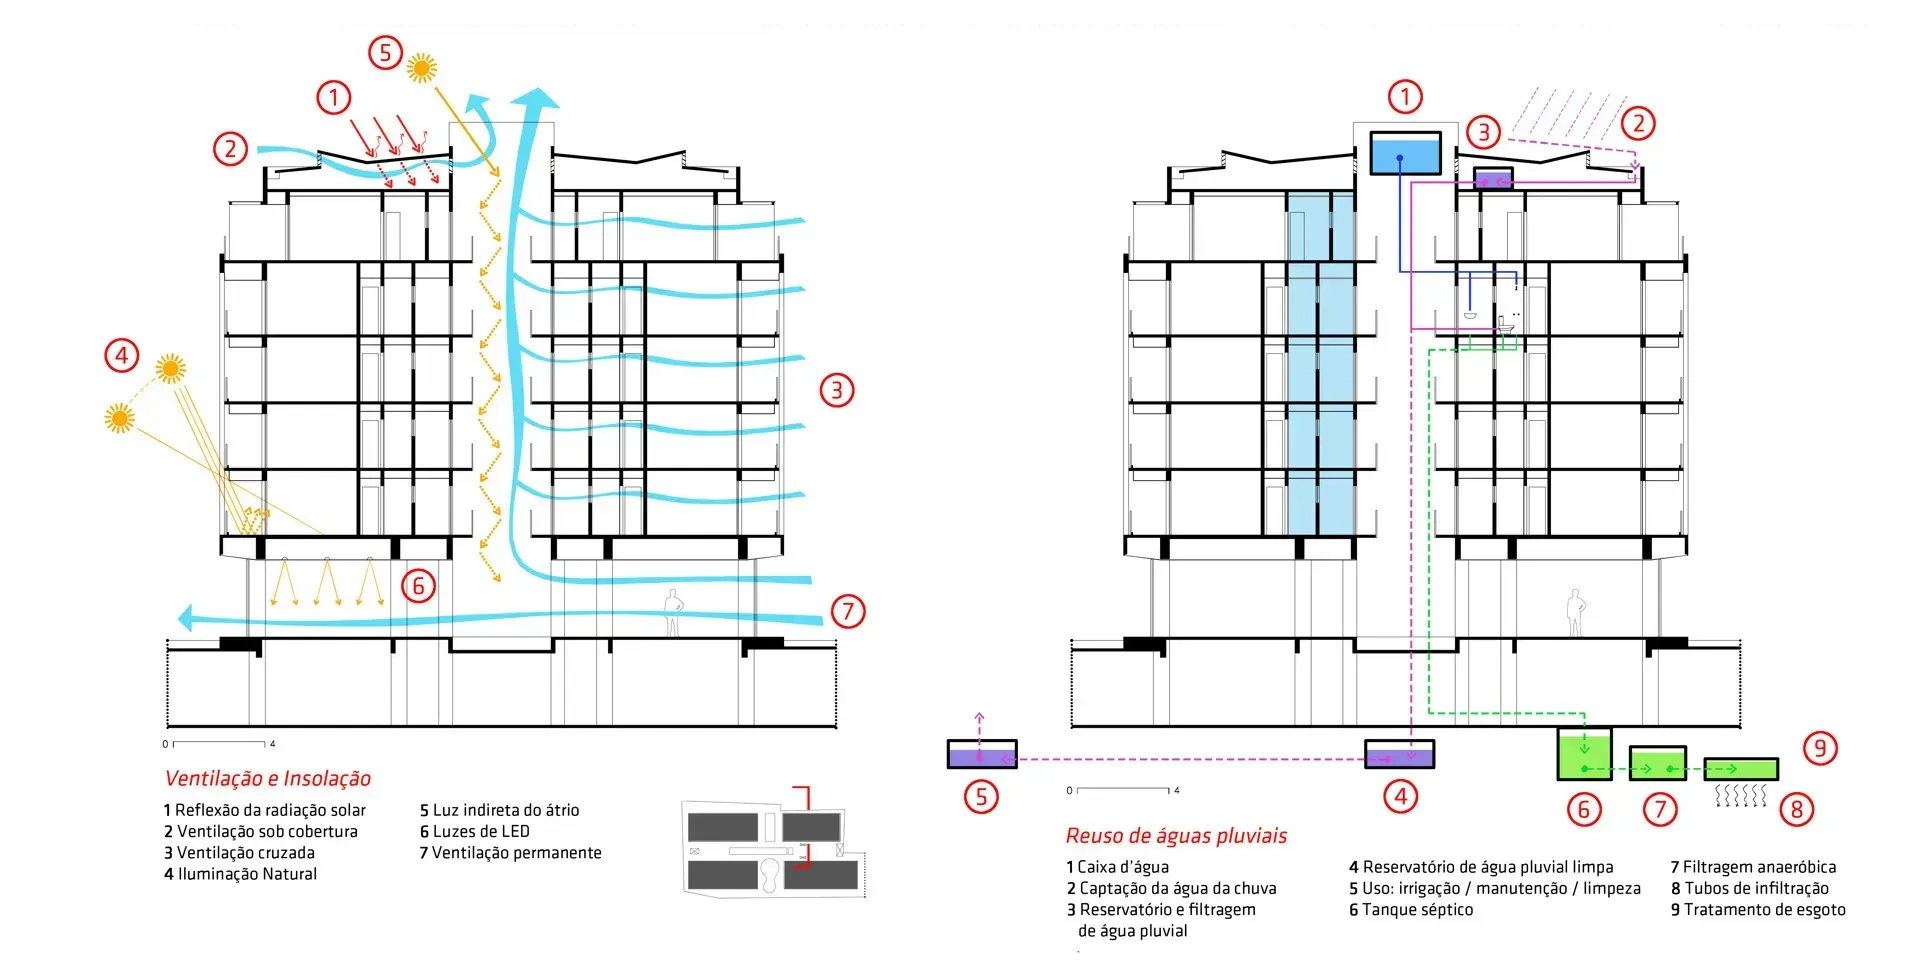 5
1
2
3
4
6
7
0 4
Ventilação e Insolação
1 Reflexão da radiação solar
2 Ventilação sob cobertura
3 Ventilação cruzada
4 Iluminação Natural
5 Luz indireta do átrio
6 Luzes de LED
7 Ventilação permanente
1
2
3
9
5
4
6
7
8
0 4
Reuso de águas pluviais
1 Caixa d'água
2 Captação da água da chuva
3 Reservatório e filtragem
de água pluvial
4 Reservatório de água pluvial limpa
5 Uso: irrigação / manutenção / limpeza
6 Tanque séptico
7 Filtragem anaeróbica
8 Tubos de infiltração
9 Tratamento de esgoto